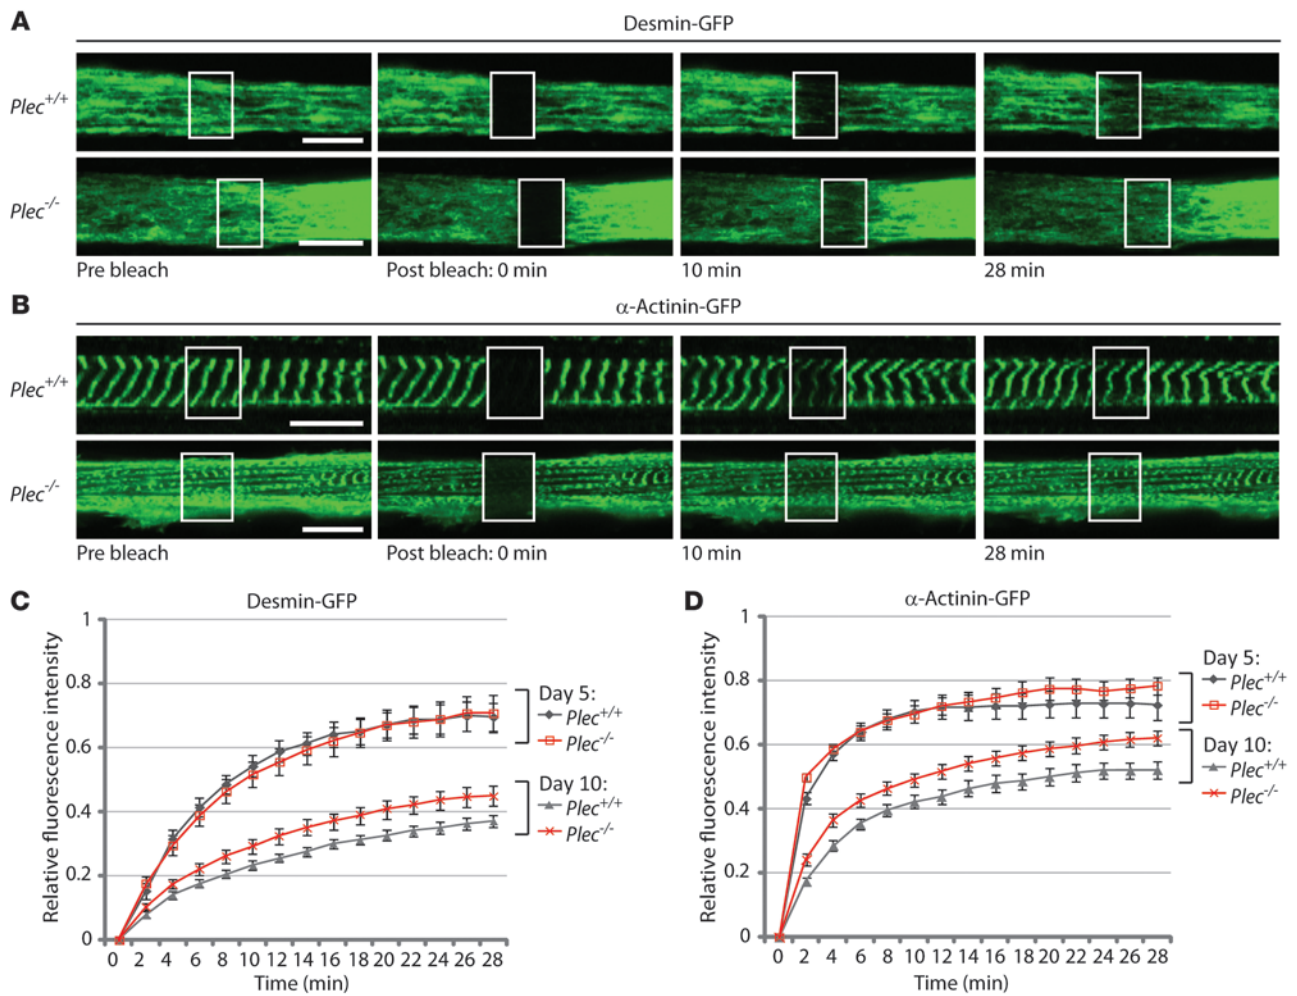 A
Desmin-GFP
Plec+/+
Plec-/-
Pre bleach
Post bleach: 0 min
10 min
28 min
B
α-Actinin-GFP
Plec+/+
Plec-/-
Pre bleach
Post bleach: 0 min
10 min
28 min
C
Desmin-GFP
Relative fluorescence intensity
1
0.8
0.6
0.4
0.2
0
0 2 4 6 8 10 12 14 16 18 20 22 24 26 28
Time (min)
Day 5:
Plec+/+
Plec-/-
Day 10:
Plec+/+
Plec-/-
D
α-Actinin-GFP
Relative fluorescence intensity
1
0.8
0.6
0.4
0.2
0
0 2 4 6 8 10 12 14 16 18 20 22 24 26 28
Time (min)
Day 5:
Plec+/+
Plec-/-
Day 10:
Plec+/+
Plec-/-